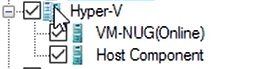 Hyper-V
VM-NUG(Online)
Host Component